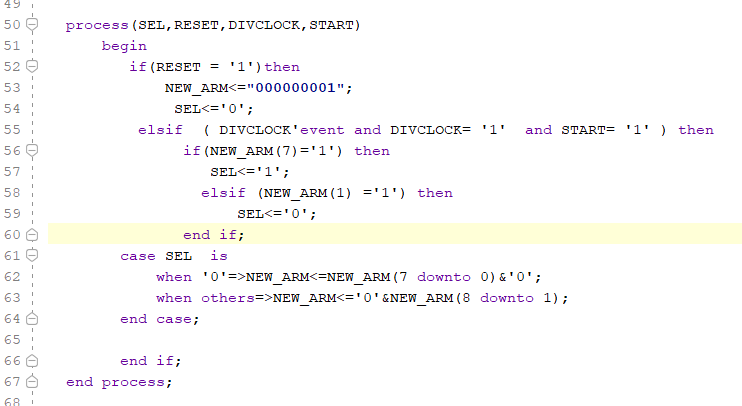 49
50 process(SEL,RESET,DIVCLOCK,START)
51 begin
52 if(RESET = '1')then
53 NEW_ARM<="000000001";
54 SEL<='0';
55 elsif ( DIVCLOCK'event and DIVCLOCK= '1' and START= '1' ) then
56 if(NEW_ARM(7)='1') then
57 SEL<='1';
58 elsif (NEW_ARM(1) ='1') then
59 SEL<='0';
60 end if;
61 case SEL is
62 when '0'=>NEW_ARM<=NEW_ARM(7 downto 0)&'0';
63 when others=>NEW_ARM<='0'&NEW_ARM(8 downto 1);
64 end case;
65
66 end if;
67 end process;
68